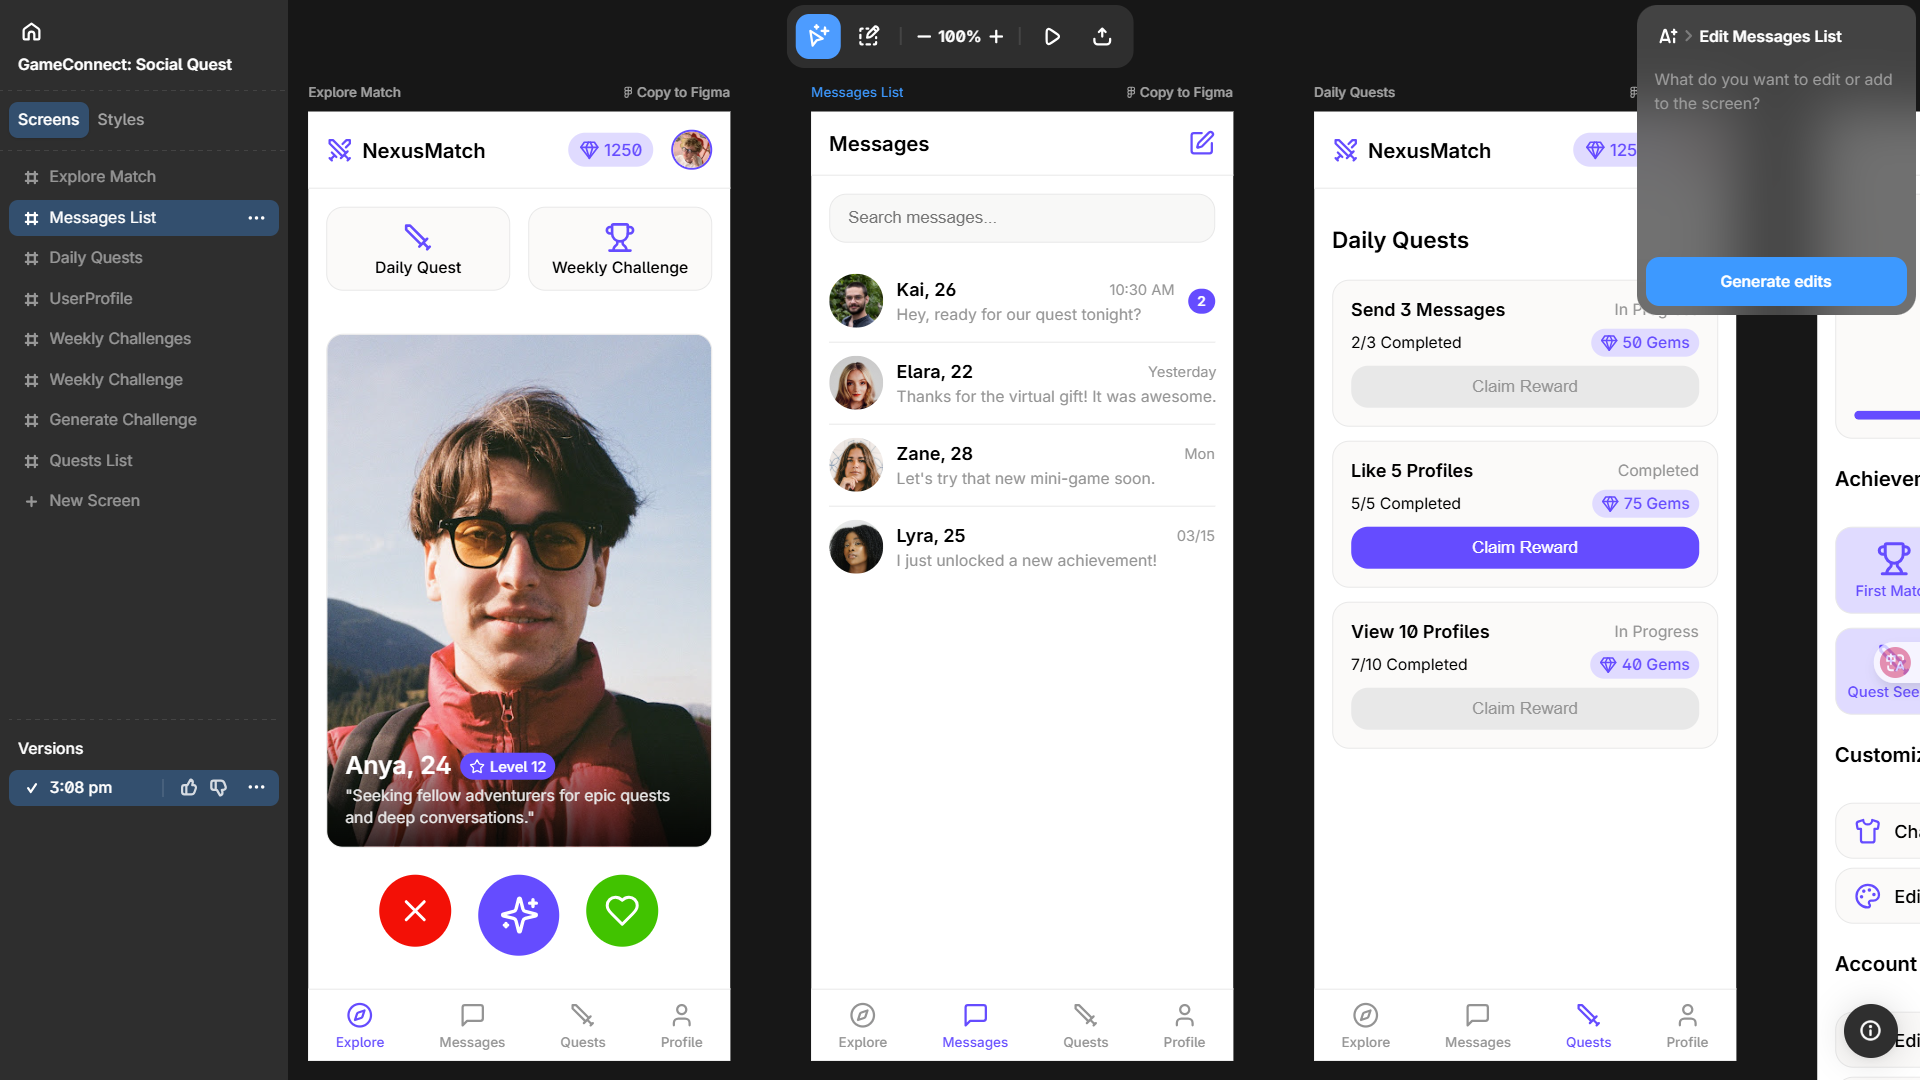 GameConnect: Social Quest
Screens
Styles
Explore Match
Messages List
Daily Quests
UserProfile
Weekly Challenges
Weekly Challenge
Generate Challenge
Quests List
New Screen
Versions
3:08 pm
100%
Explore Match
Copy to Figma
NexusMatch
1250
Daily Quest
Weekly Challenge
Anya, 24
Level 12
"Seeking fellow adventurers for epic quests
and deep conversations."
Explore
Messages
Quests
Profile
Messages List
Copy to Figma
Messages
Search messages...
Kai, 26
10:30 AM
Hey, ready for our quest tonight?
2
Elara, 22
Yesterday
Thanks for the virtual gift! It was awesome.
Zane, 28
Mon
Let's try that new mini-game soon.
Lyra, 25
03/15
I just unlocked a new achievement!
Explore
Messages
Quests
Profile
Daily Quests
NexusMatch
125
Daily Quests
Send 3 Messages
In Prog
2/3 Completed
50 Gems
Claim Reward
Like 5 Profiles
Completed
5/5 Completed
75 Gems
Claim Reward
View 10 Profiles
In Progress
7/10 Completed
40 Gems
Claim Reward
Explore
Messages
Quests
Profile
Edit Messages List
What do you want to edit or add
to the screen?
Generate edits
Achiever
First Matc
Quest See
Customiz
Cha
Edi
Account
Edi